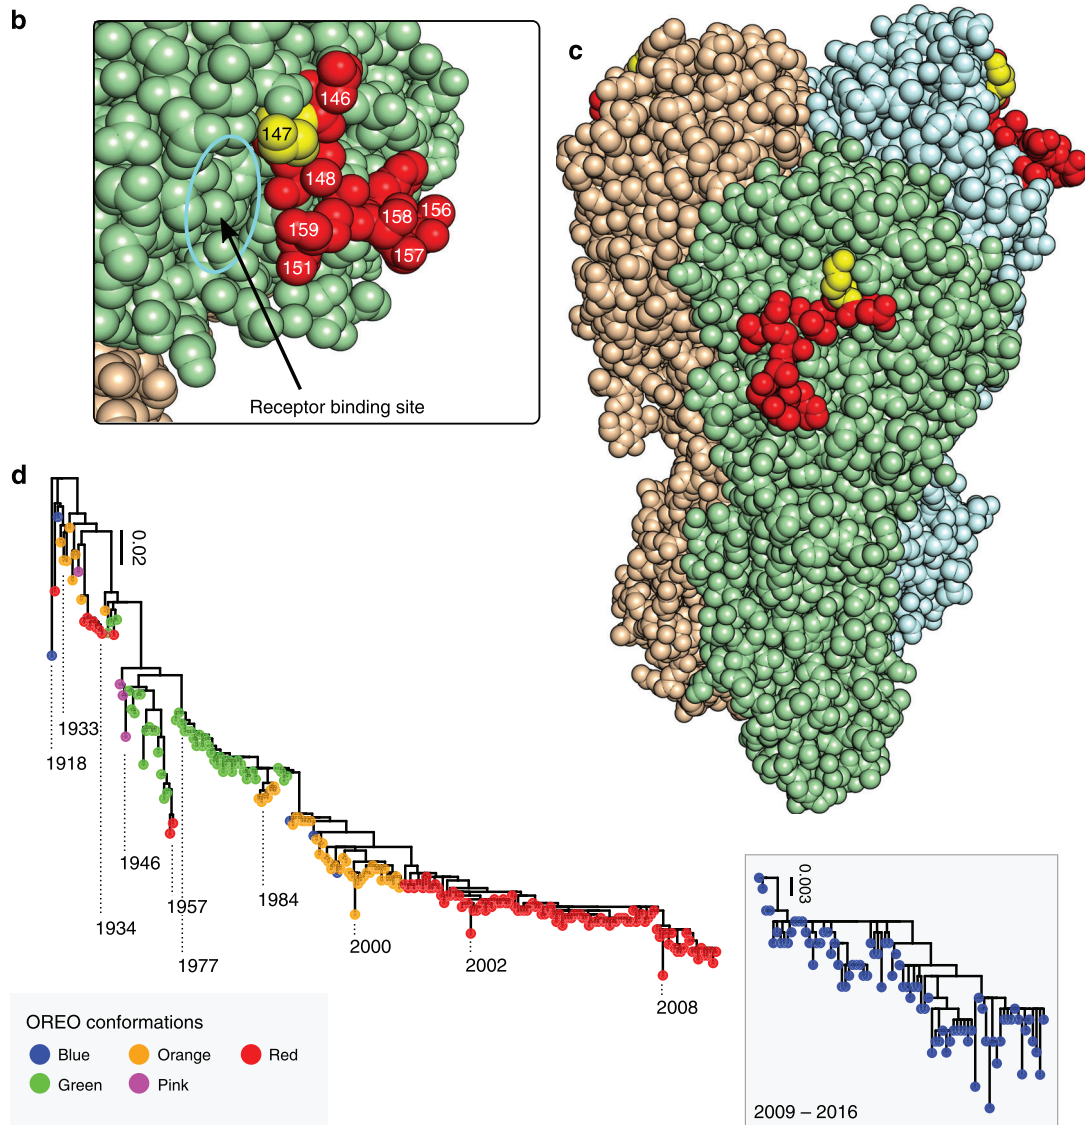 b
c
146
147
148
159
158
156
157
151
Receptor binding site
d
0.02
1933
1918
1946
1957
1934
1977
1984
2000
2002
2008
OREO conformations
Blue
Orange
Red
Green
Pink
0.003
2009 – 2016